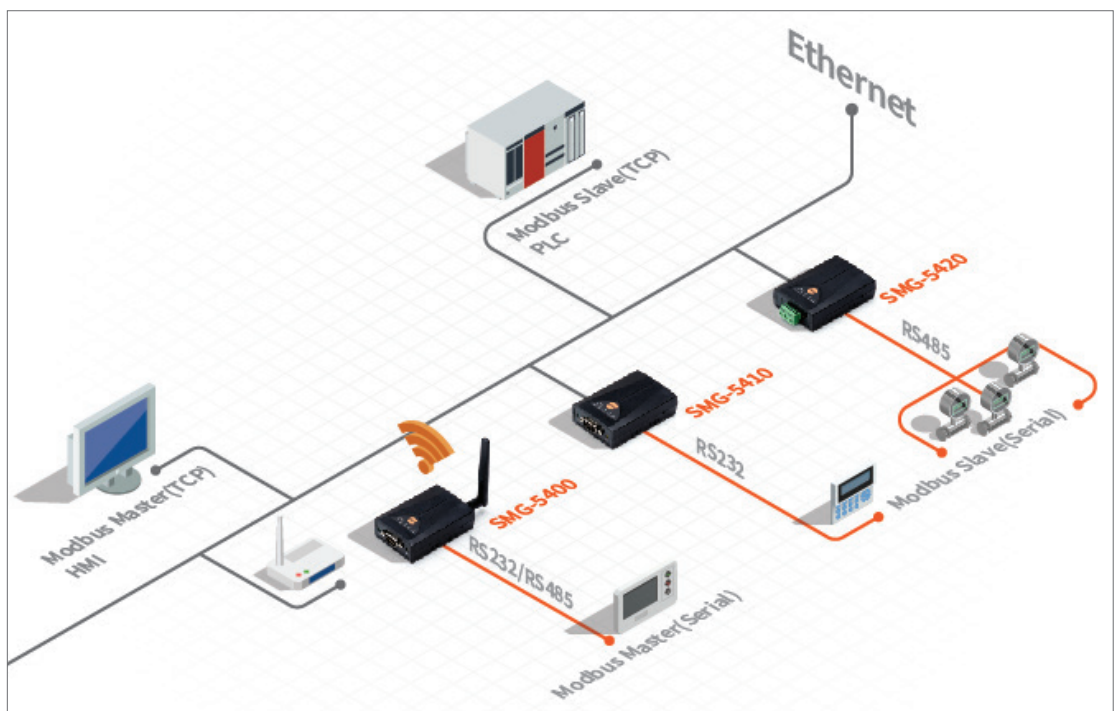 Ethernet
Modbus Slave(TCP)
PLC
SMG-5420
RS485
SMG-5410
RS232
Modbus Slave(Serial)
Modbus Master(TCP)
HMI
SMG-5400
RS232/RS485
Modbus Master(Serial)